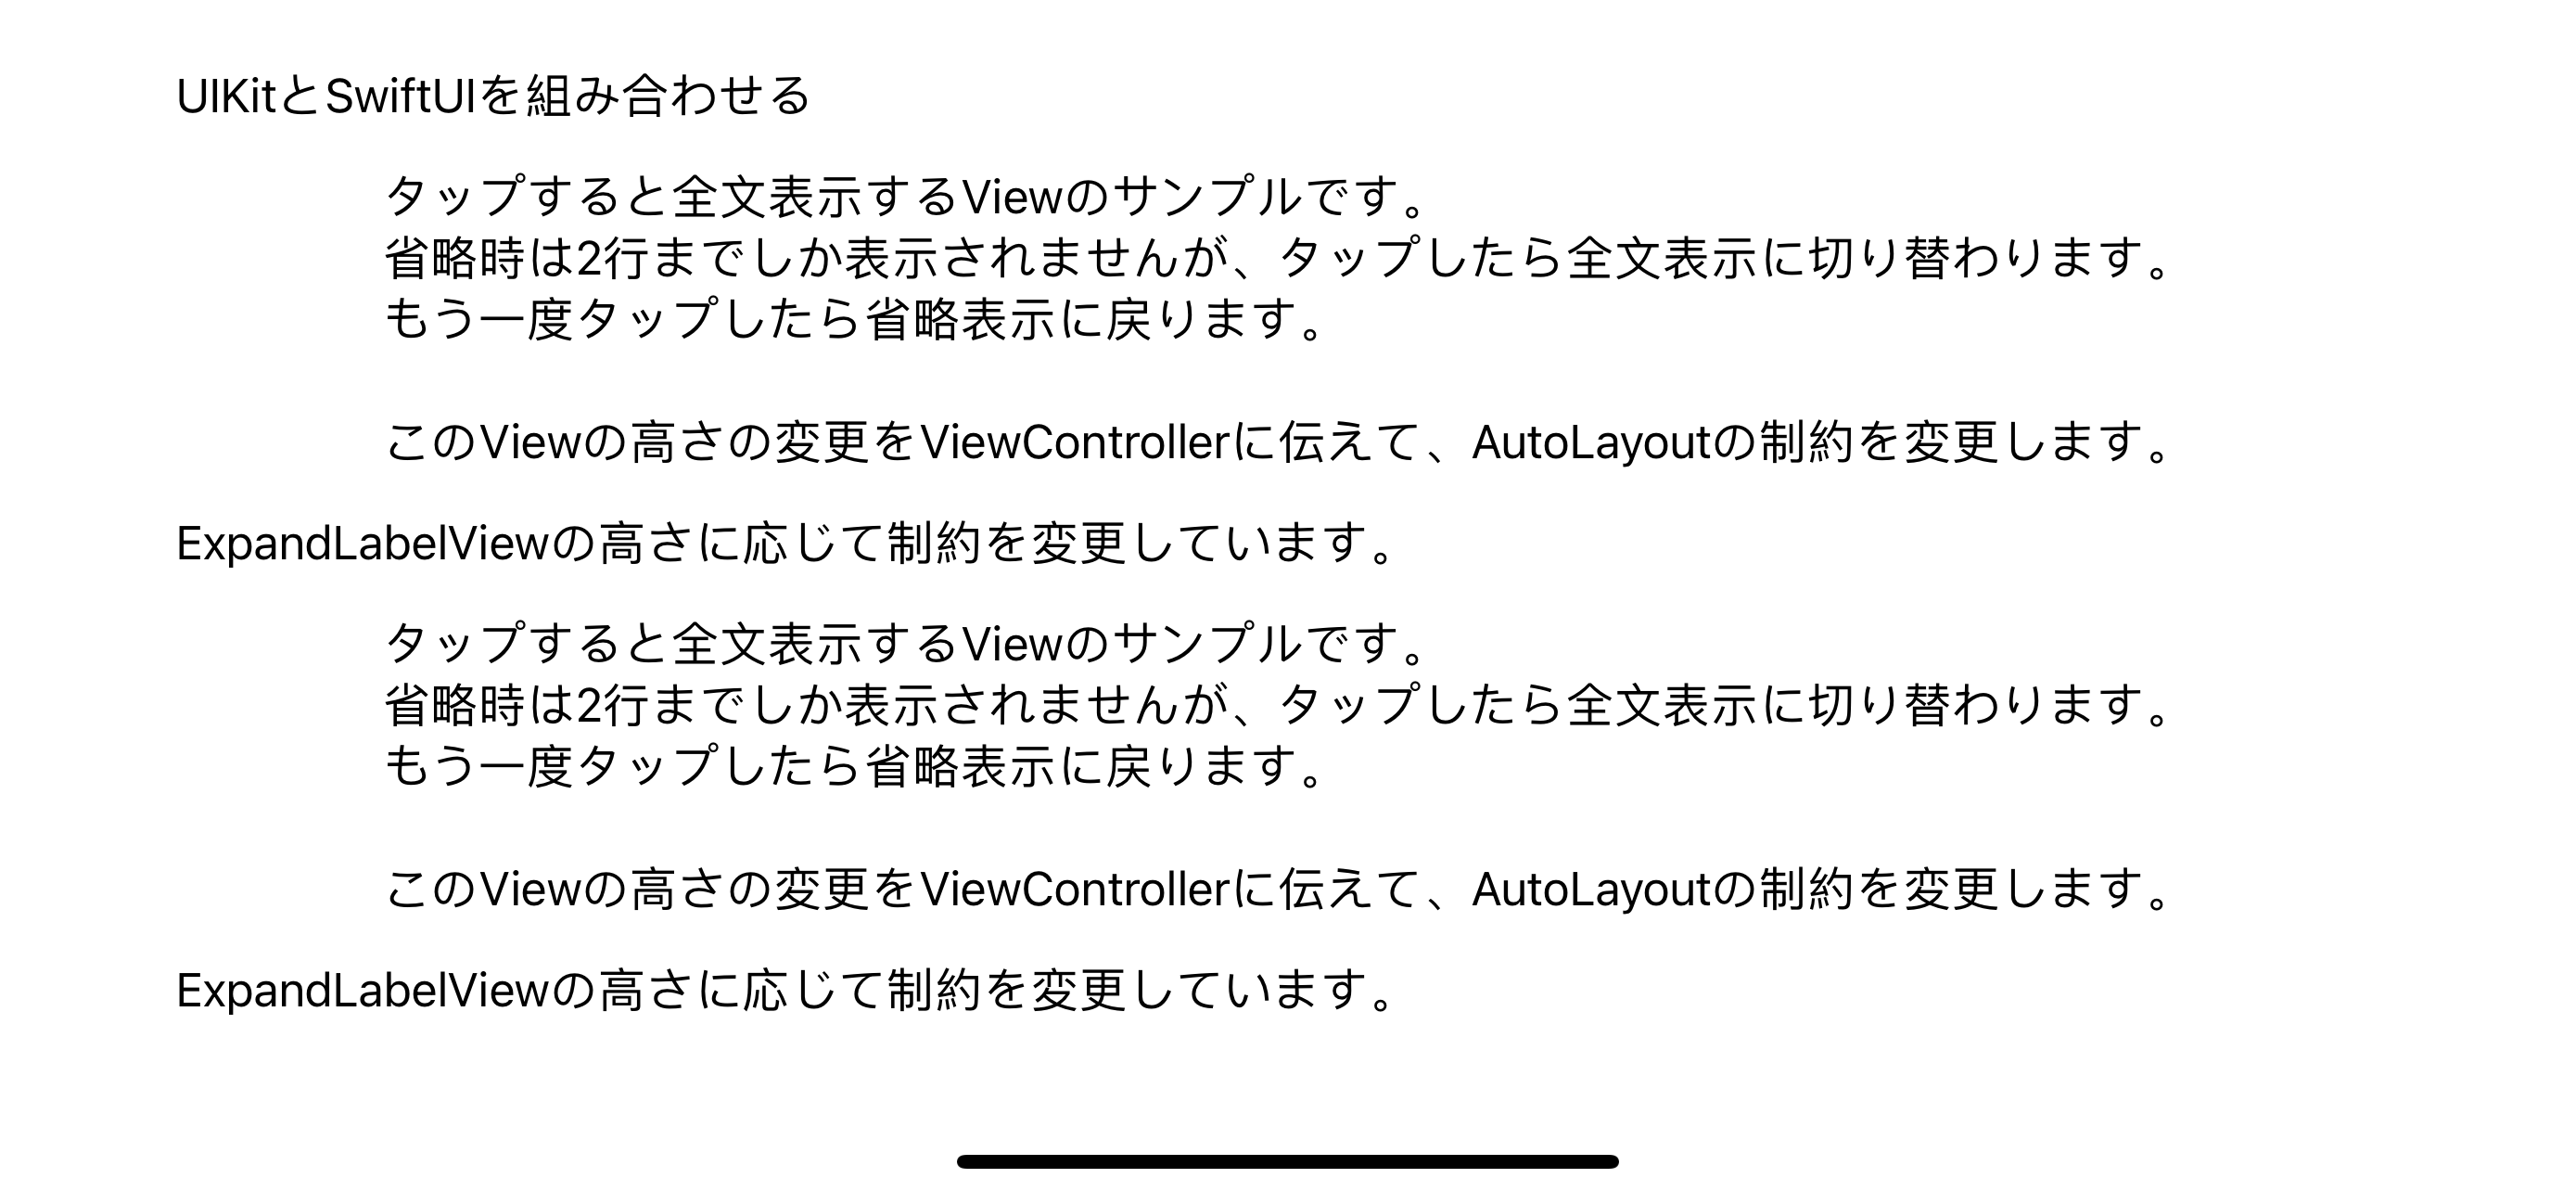 UIKitとSwiftUIを組み合わせる
タップすると全文表示するViewのサンプルです。
省略時は2行までしか表示されませんが、タップしたら全文表示に切り替わります。
もう一度タップしたら省略表示に戻ります。
このViewの高さの変更をViewControllerに伝えて、AutoLayoutの制約を変更します。
ExpandLabelViewの高さに応じて制約を変更しています。
タップすると全文表示するViewのサンプルです。
省略時は2行までしか表示されませんが、タップしたら全文表示に切り替わります。
もう一度タップしたら省略表示に戻ります。
このViewの高さの変更をViewControllerに伝えて、AutoLayoutの制約を変更します。
ExpandLabelViewの高さに応じて制約を変更しています。